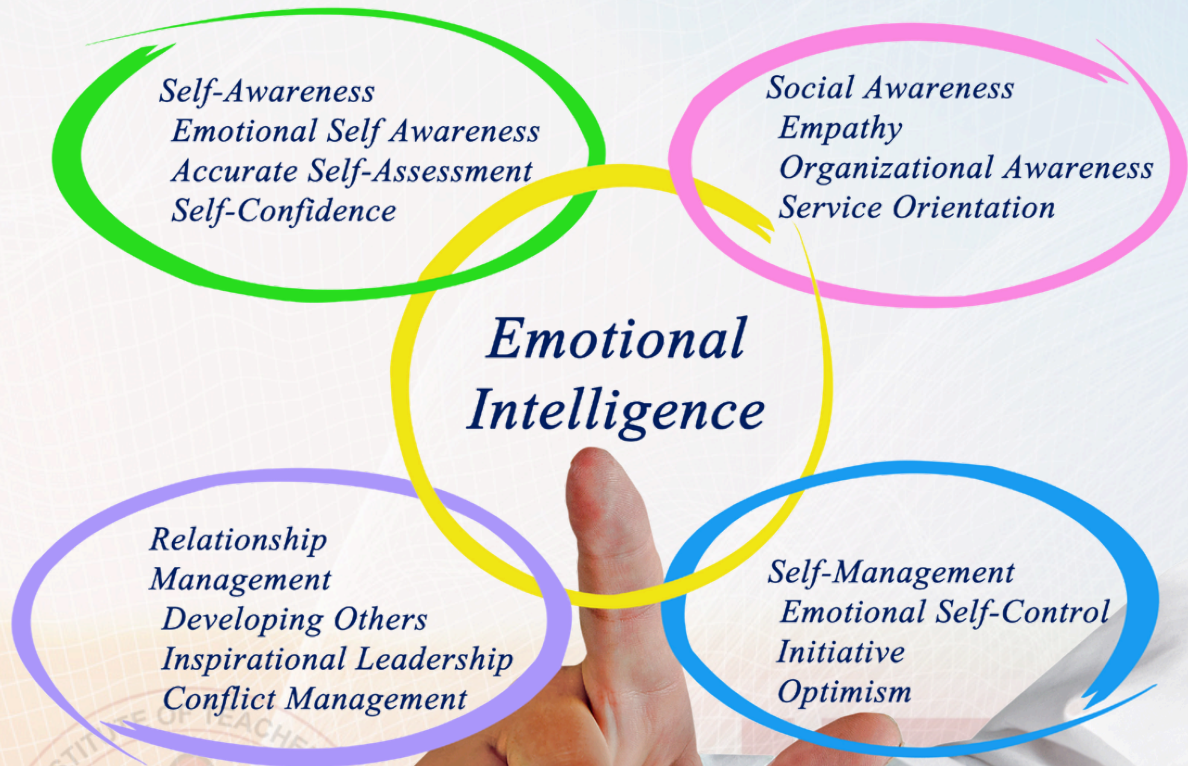 Self-Awareness
Emotional Self Awareness
Accurate Self-Assessment
Self-Confidence
Social Awareness
Empathy
Organizational Awareness
Service Orientation
Emotional
Intelligence
Relationship
Management
Developing Others
Inspirational Leadership
Conflict Management
Self-Management
Emotional Self-Control
Initiative
Optimism
OF